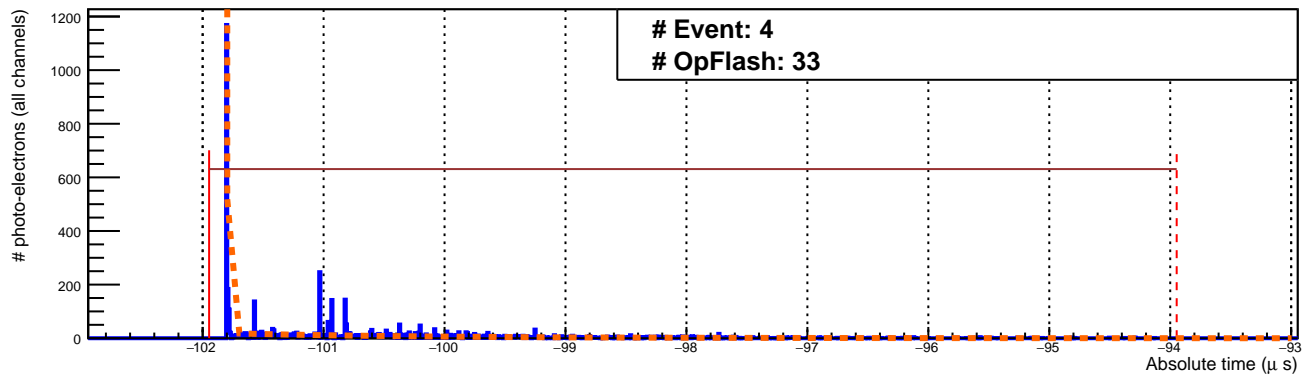 # Event: 4
# OpFlash: 33
# photo-electrons (all channels)
1200
1000
800
600
400
200
0
−102 −101 −100 −99 −98 −97 −96 −95 −94 −93
Absolute time (μ s)